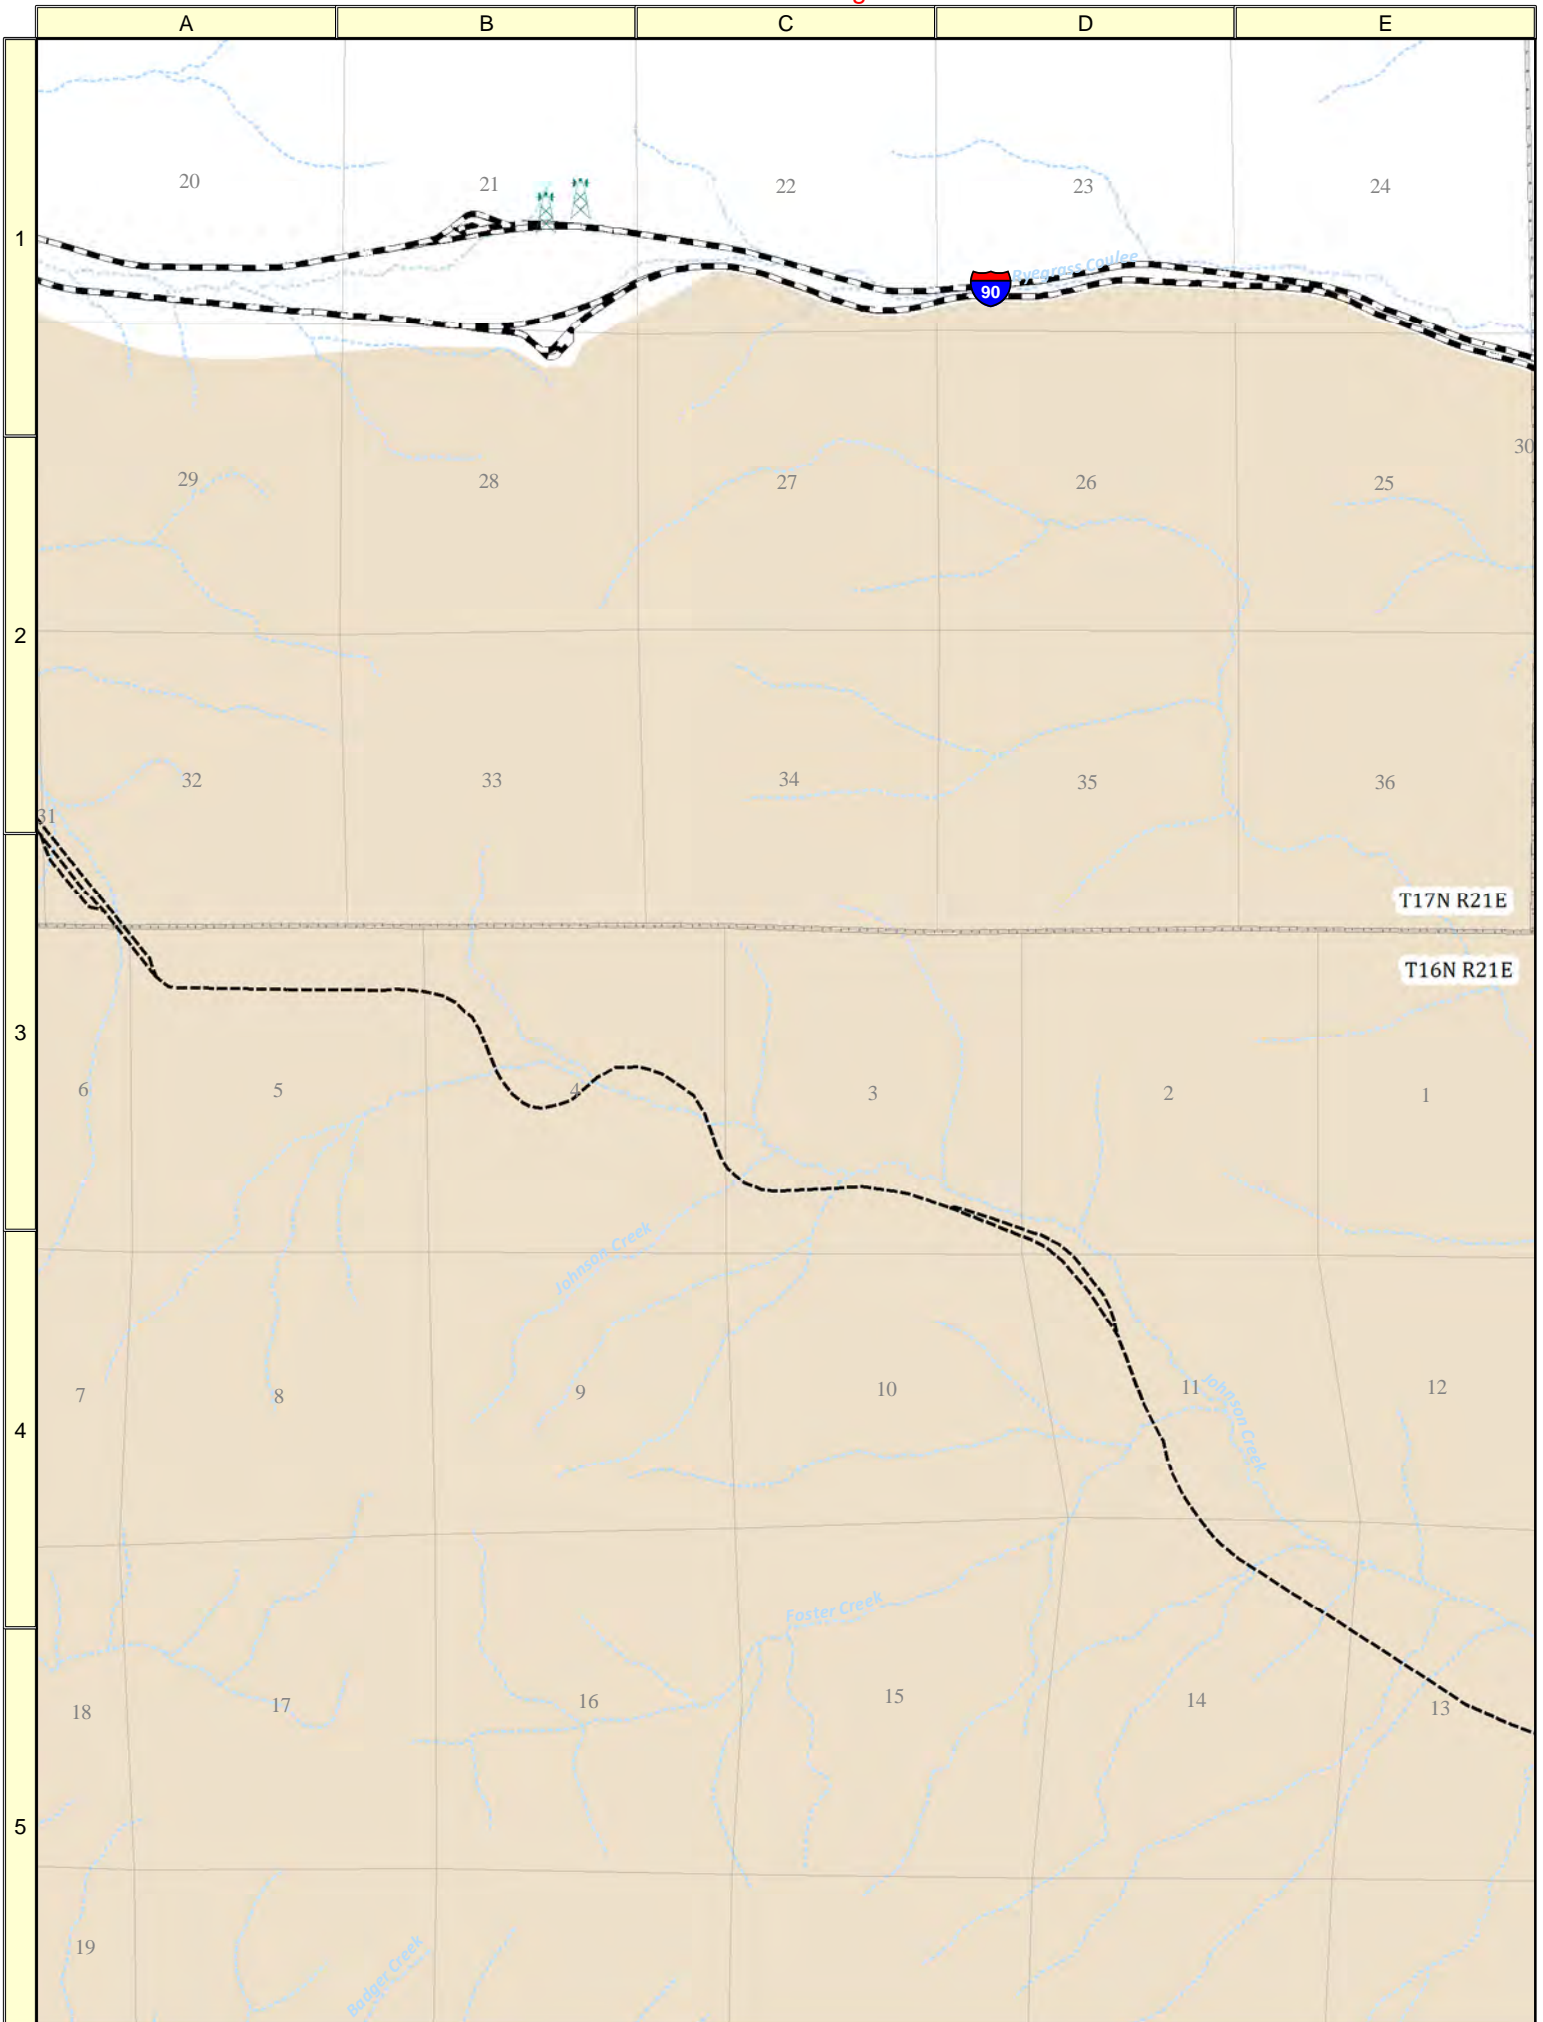 A B C D E
20 21 22 23 24
1
Ryegrass Coulee
90
30
29 28 27 26 25
2
32 33 34 35 36
31
T17N R21E
T16N R21E
3
6 5 4 3 2 1
Johnson Creek
7 8 9 10 11 12
Johnson Creek
4
Foster Creek
18 17 16 15 14 13
5
19
Badger Creek